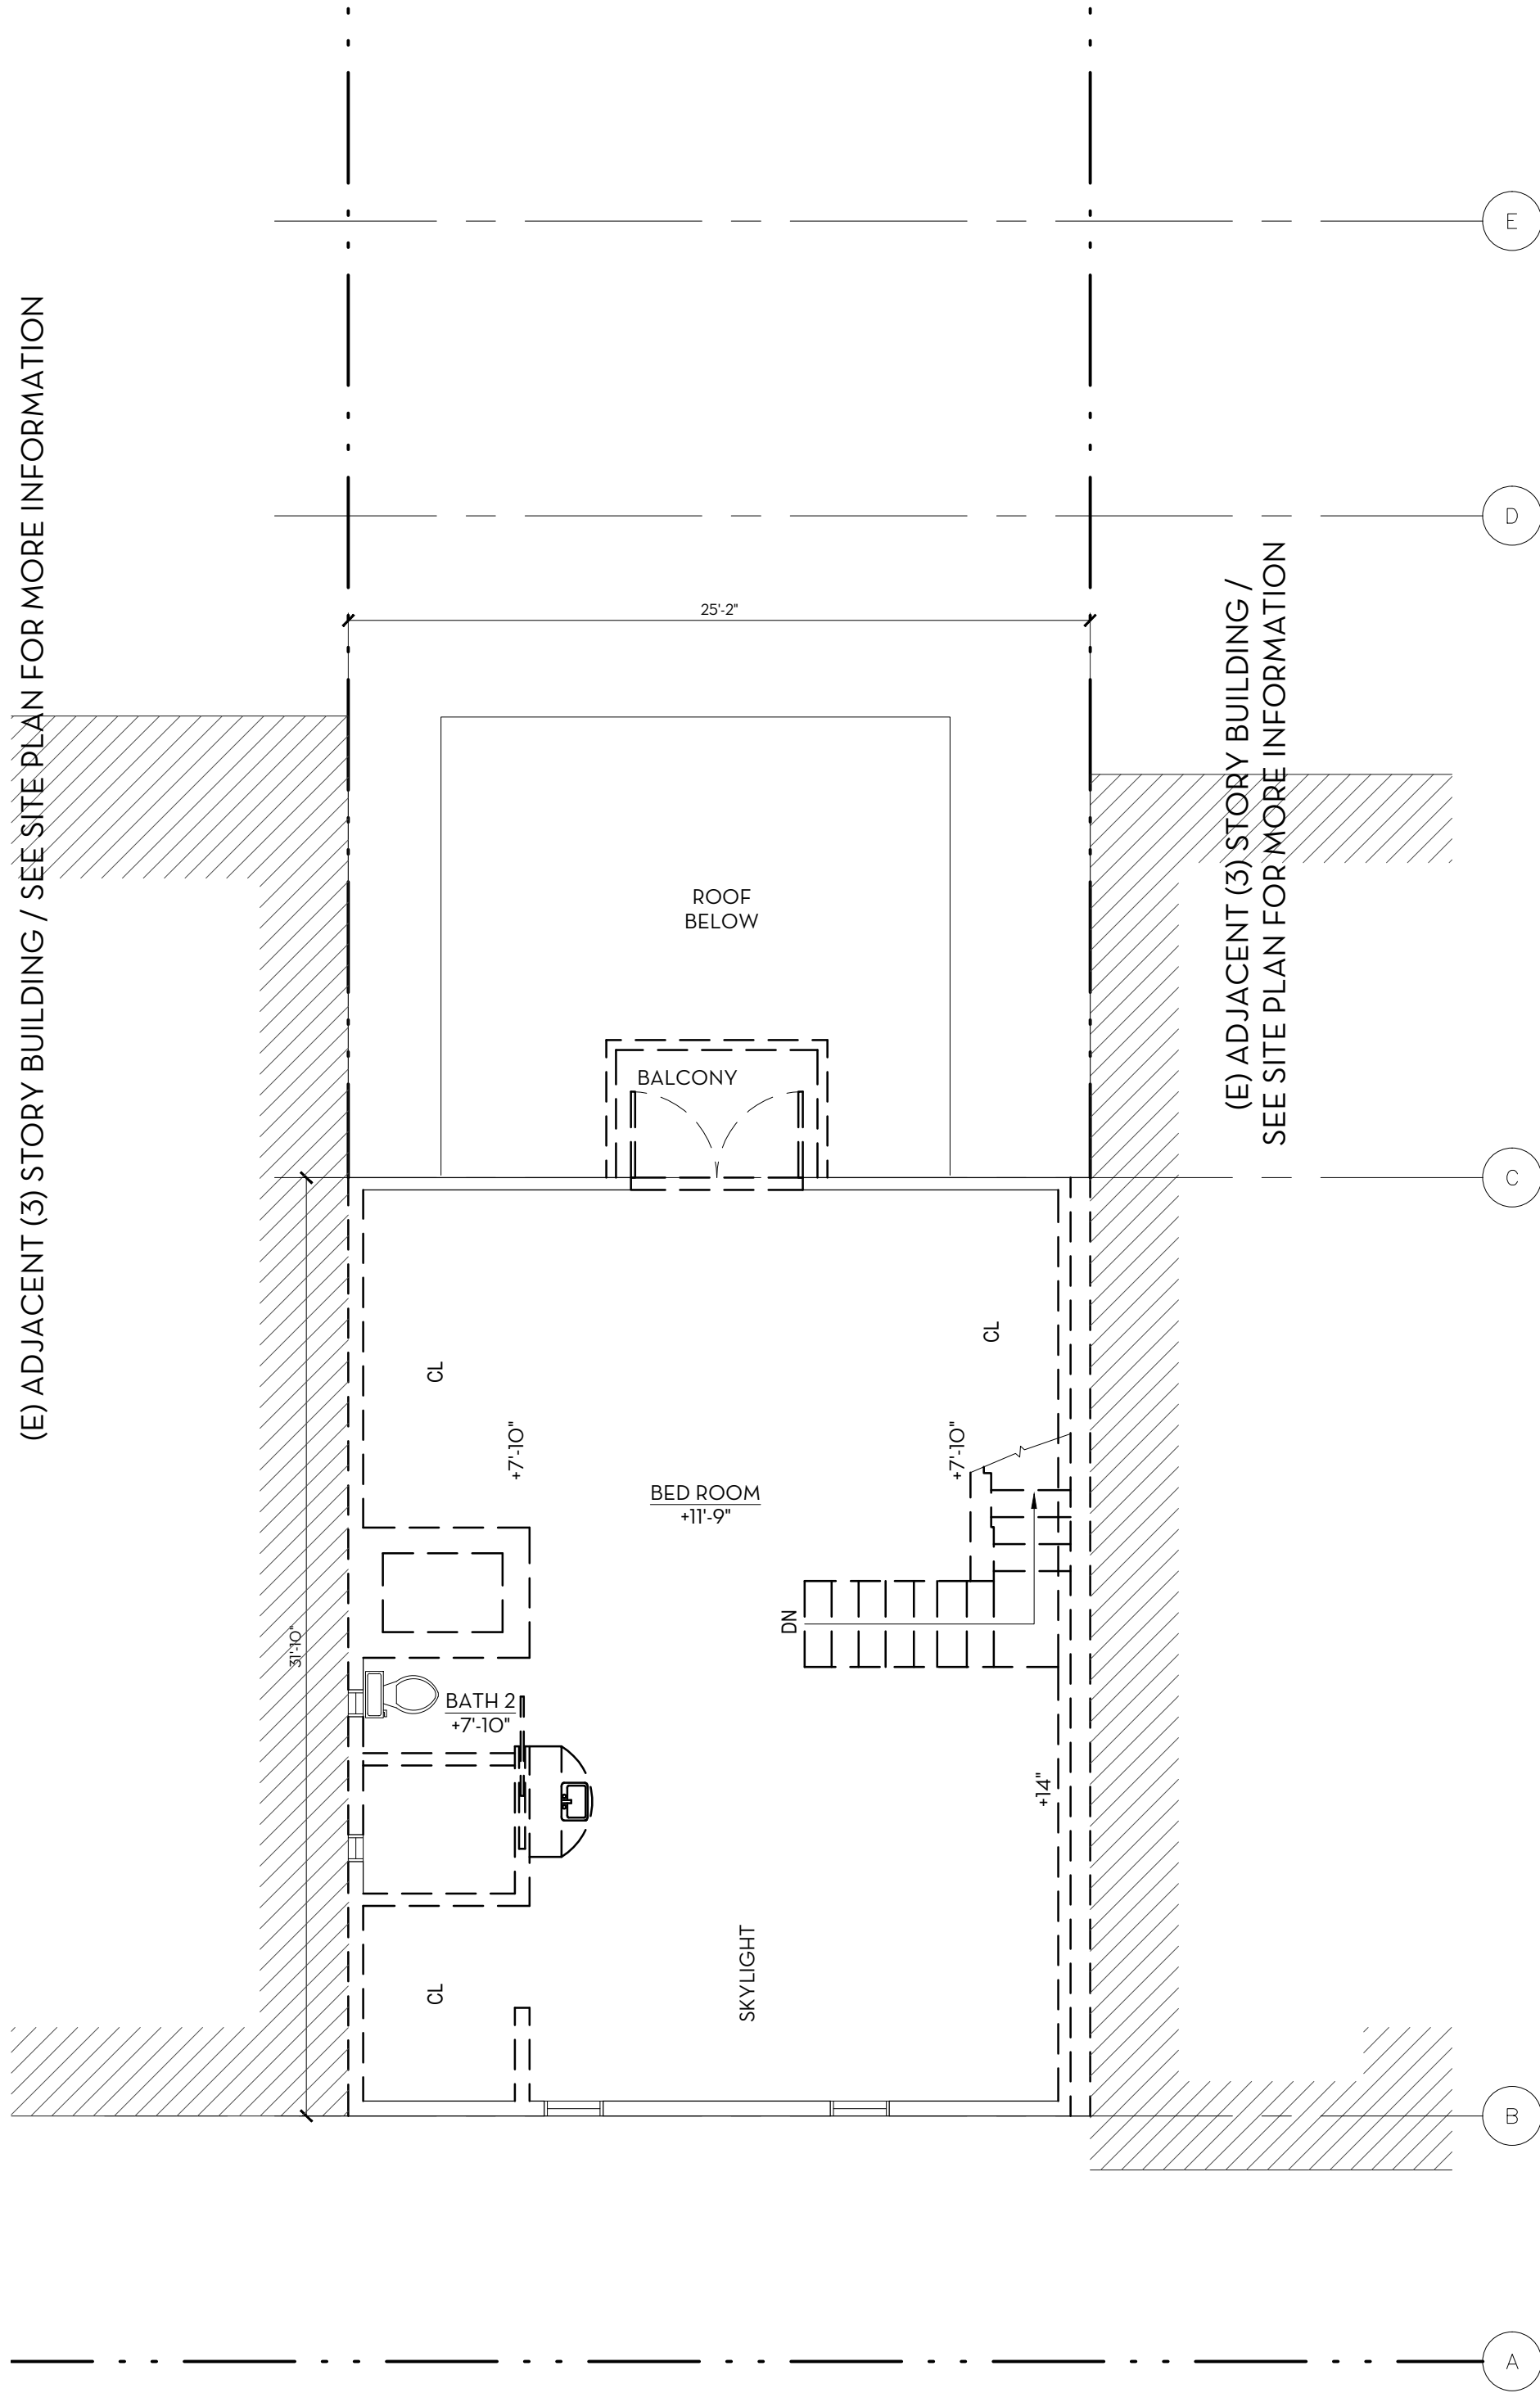 E
(E) ADJACENT (3) STORY BUILDING / SEE SITE PLAN FOR MORE INFORMATION
D
25'-2"
(E) ADJACENT (3) STORY BUILDING /
SEE SITE PLAN FOR MORE INFORMATION
ROOF
BELOW
BALCONY
C
CL
CL
+7'-10"
+7'-10"
BED ROOM
+11'-9"
DN
31'-10"
BATH 2
+7'-10"
+14"
SKYLIGHT
CL
B
A